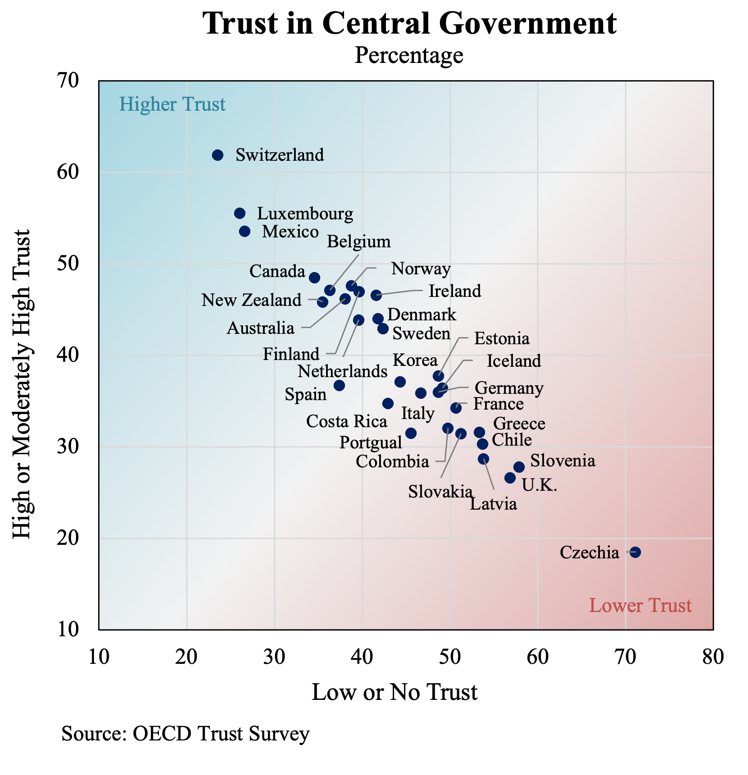 Trust in Central Government
Percentage
High or Moderately High Trust
70
60
50
40
30
20
10
Higher Trust
Switzerland
Luxembourg
Mexico
Belgium
Canada
Norway
New Zealand
Ireland
Australia
Denmark
Sweden
Finland
Netherlands
Estonia
Korea
Iceland
Spain
Germany
France
Costa Rica
Italy
Greece
Portgual
Chile
Colombia
Slovenia
Slovakia
U.K.
Latvia
Czechia
Lower Trust
10 20 30 40 50 60 70 80
Low or No Trust
Source: OECD Trust Survey